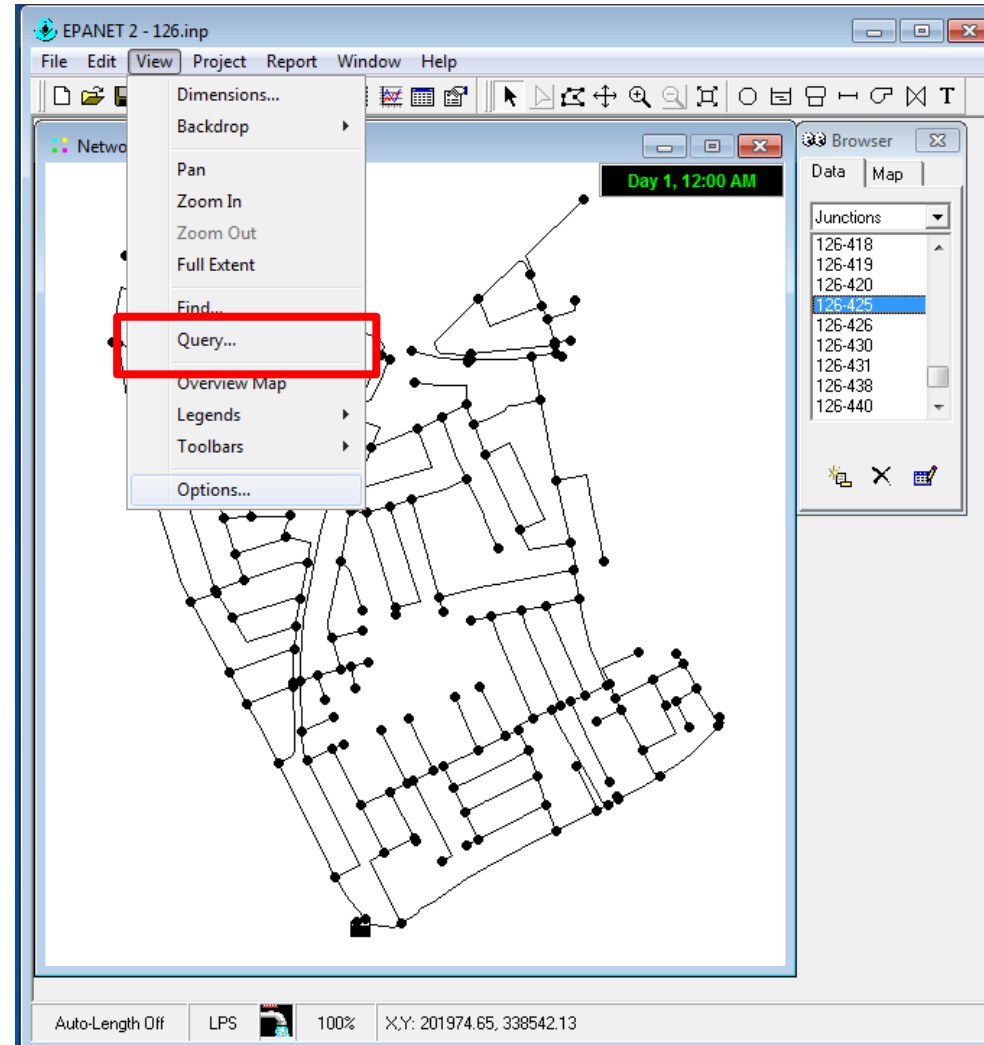 EPANET 2 - 126.inp
File Edit View Project Report Window Help
T
Dimensions...
Backdrop
Pan
Zoom In
Zoom Out
Full Extent
Find...
Query...
Overview Map
Legends
Toolbars
Options...
Netwo
Day 1, 12:00 AM
Browser
Data Map
Junctions
126-418
126-419
126-420
126-425
126-426
126-430
126-431
126-438
126-440
Auto-Length Off LPS 100% X,Y: 201974.65, 338542.13